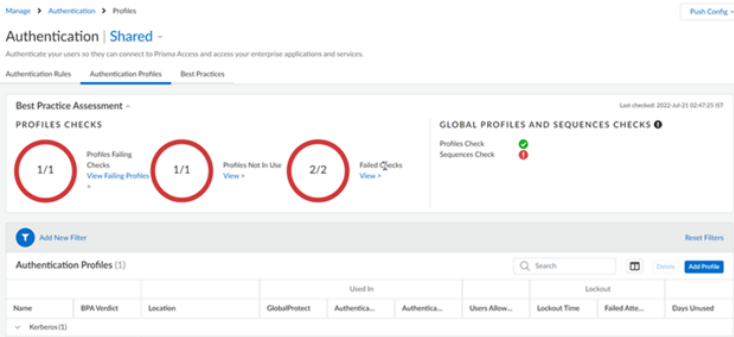 Manage > Authentication > Profiles
Push Config
Authentication | Shared
Authenticate your users so they can connect to Prisma Access and access your enterprise applications and services.
Authentication Rules Authentication Profiles Best Practices
Best Practice Assessment
Last checked: 2022-Jul-21 02:47:25 IST
PROFILES CHECKS
1/1
Profiles Failing
Checks
View Failing Profiles
>
1/1
Profiles Not In Use
View >
2/2
Failed Checks
View >
GLOBAL PROFILES AND SEQUENCES CHECKS
Profiles Check
Sequences Check
Add New Filter
Reset Filters
Authentication Profiles (1)
Search
Delete
Add Profile
Used In Lockout
Name BPA Verdict Location GlobalProtect Authentica... Authentica... Users Allow... Lockout Time Failed Atte... Days Unused
Kerberos (1)